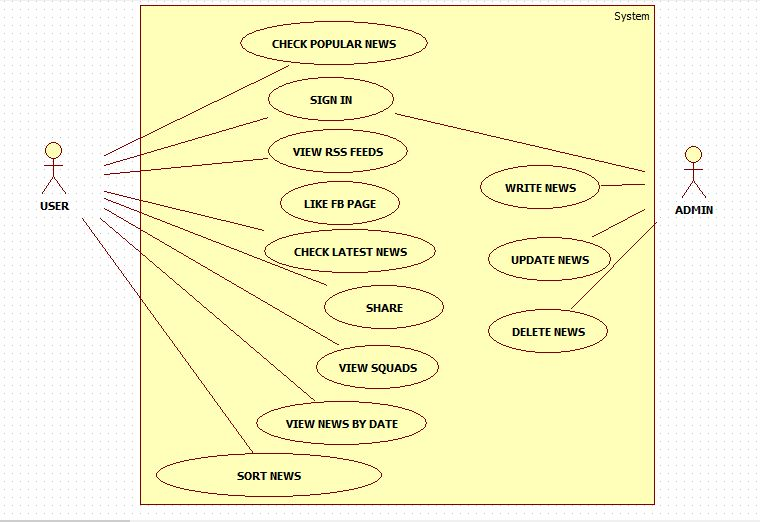 System
CHECK POPULAR NEWS
SIGN IN
VIEW RSS FEEDS
WRITE NEWS
LIKE FB PAGE
USER
ADMIN
CHECK LATEST NEWS
UPDATE NEWS
SHARE
DELETE NEWS
VIEW SQUADS
VIEW NEWS BY DATE
SORT NEWS